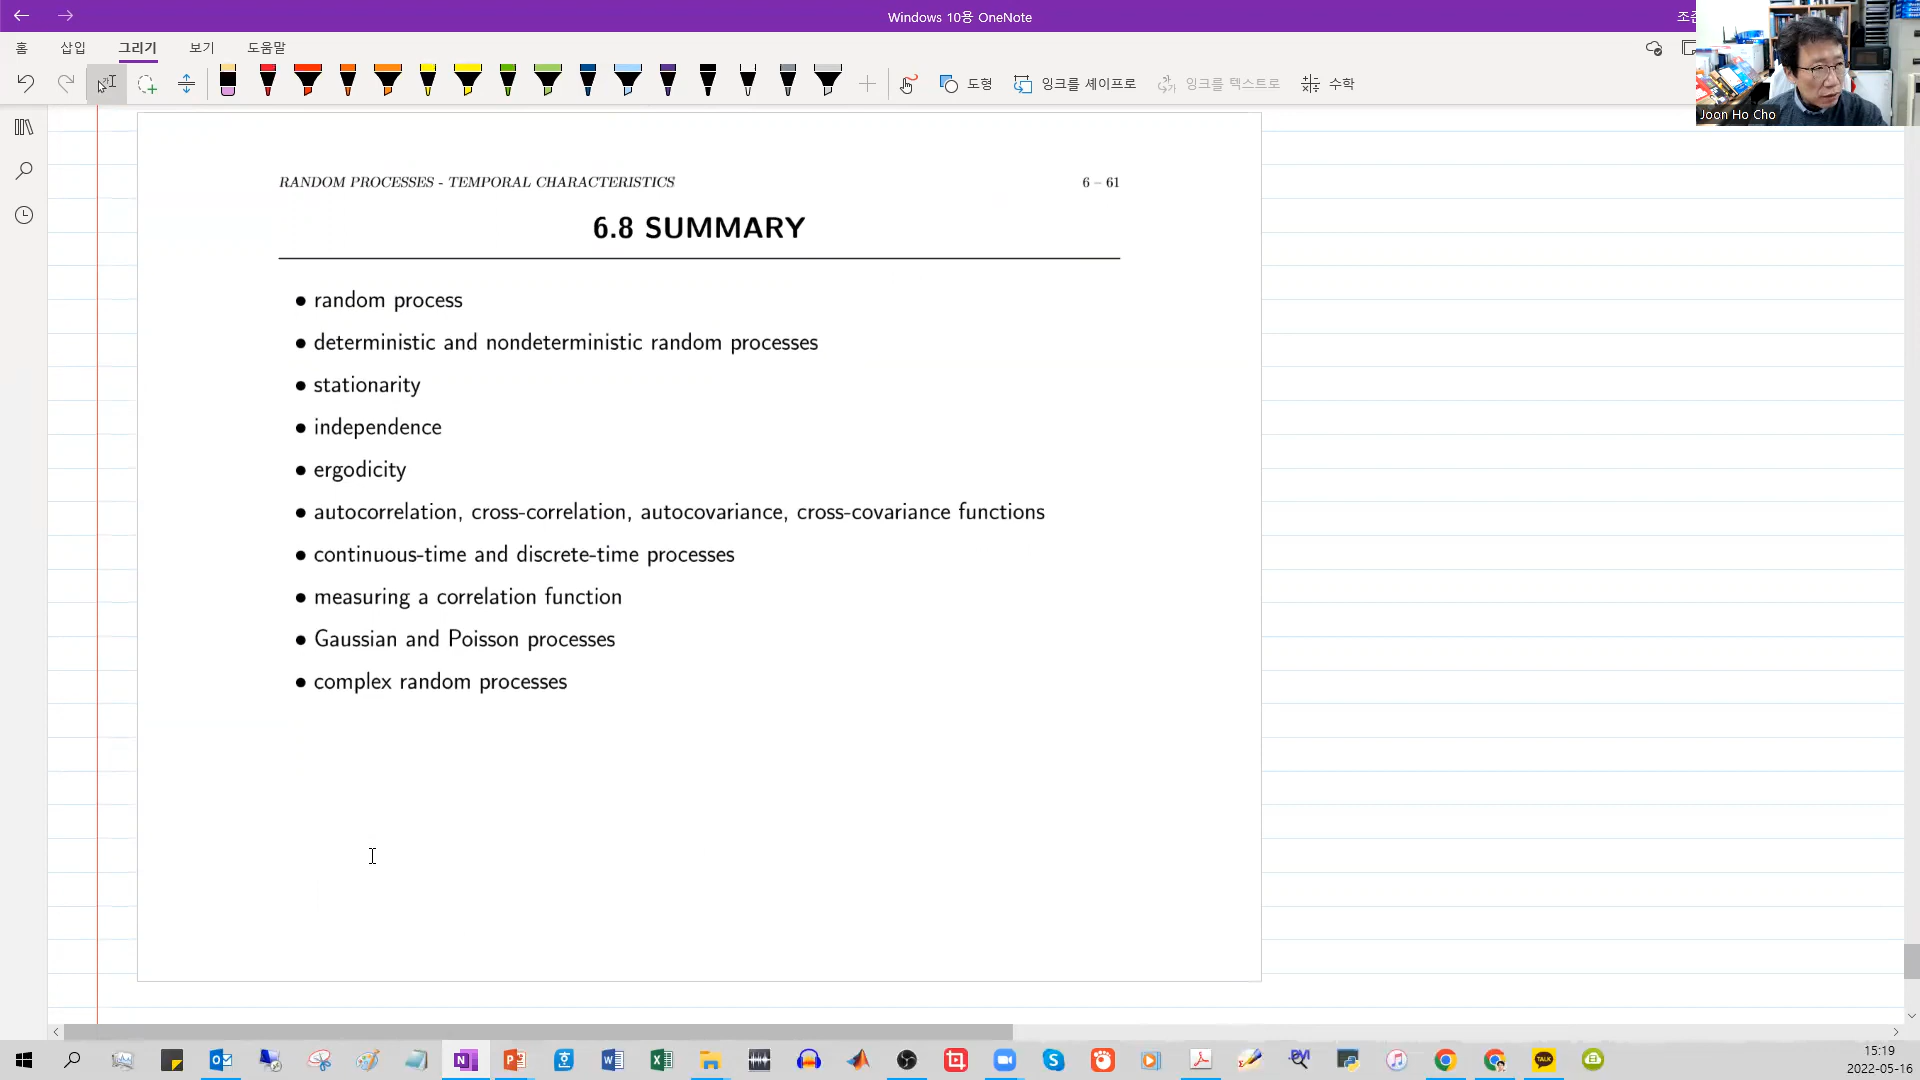 Windows 10용 OneNote
홈 삽입 그리기 보기 도움말
도형 잉크를 셰이프로 잉크를 텍스트로 수학
Joon Ho Cho
RANDOM PROCESSES - TEMPORAL CHARACTERISTICS 6 – 61
6.8 SUMMARY
• random process
• deterministic and nondeterministic random processes
• stationarity
• independence
• ergodicity
• autocorrelation, cross-correlation, autocovariance, cross-covariance functions
• continuous-time and discrete-time processes
• measuring a correlation function
• Gaussian and Poisson processes
• complex random processes
15:19
2022-05-16